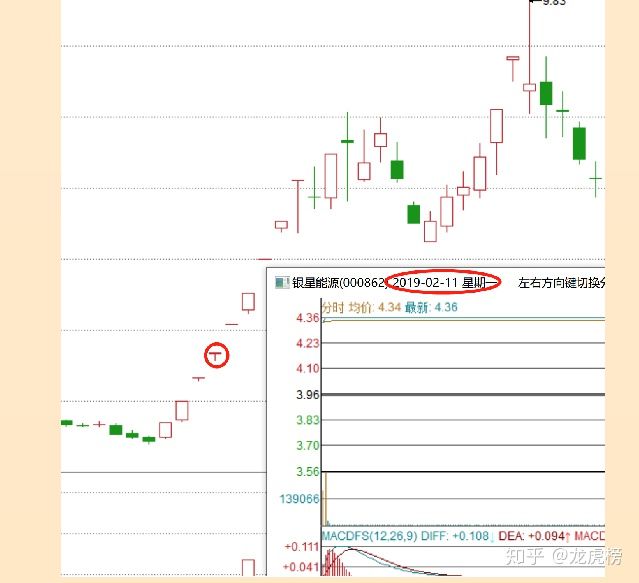 9.83
银星能源(000862) 2019-02-11 星期一 左右方向键切换分
分时 均价: 4.34 最新: 4.36
4.36
4.23
4.10
3.96
3.83
3.70
3.56
139066
MACDFS(12,26,9) DIFF: +0.108↓ DEA: +0.094↑ MACD
+0.111
+0.041
知乎 @龙虎榜